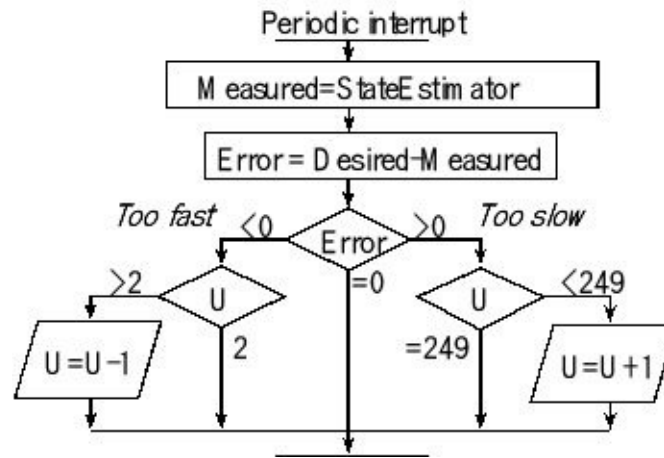 Periodic interrupt
Measured=StateEstimator
Error = Desired-Measured
Too fast <0 Error >0 Too slow
>2 U =0 U <249
U=U-1 2 =249 U=U+1